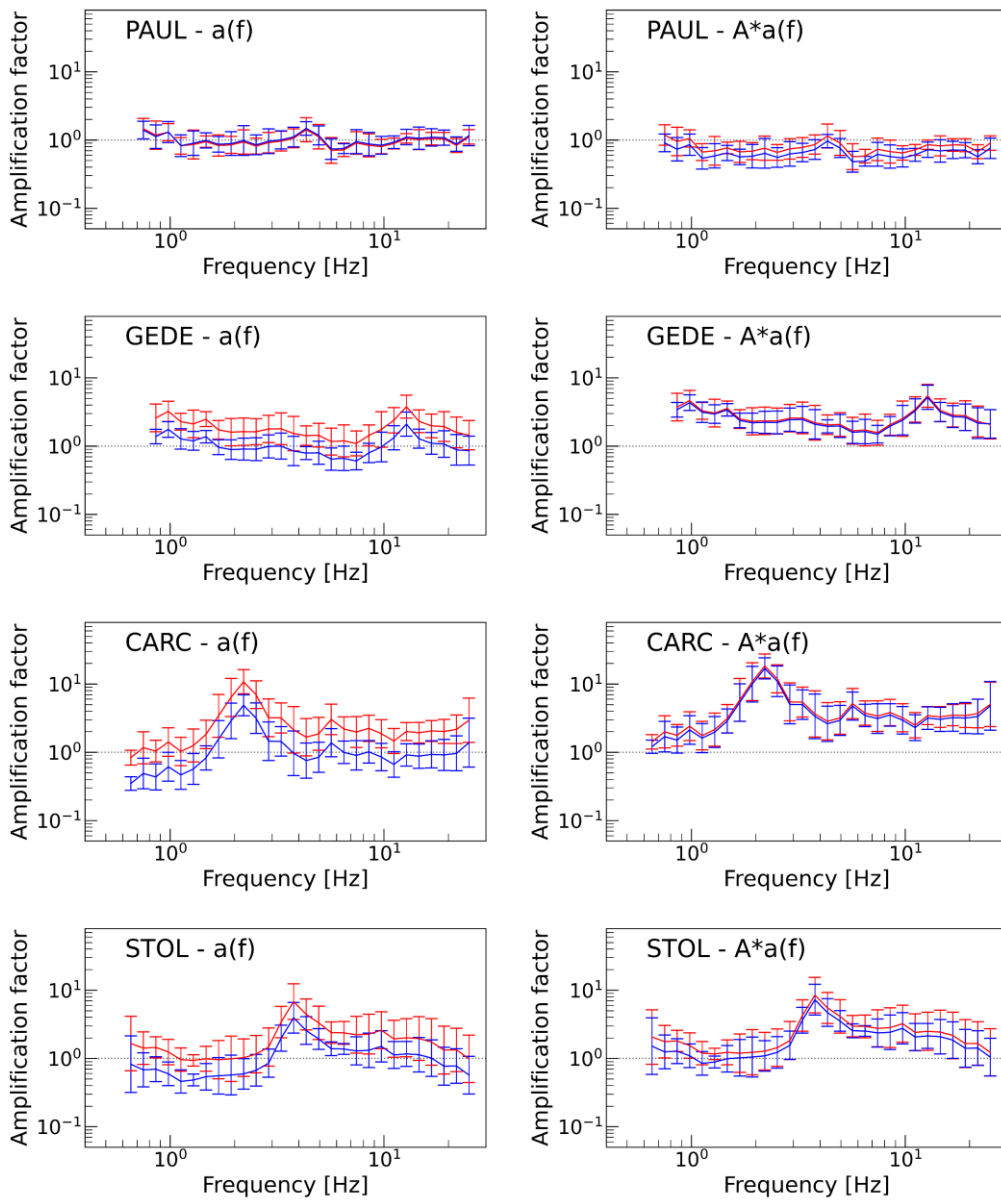 PAUL - a(f)
Amplification factor
10¹
10⁰
10⁻¹
10⁰ 10¹
Frequency [Hz]
PAUL - A*a(f)
Amplification factor
10¹
10⁰
10⁻¹
10⁰ 10¹
Frequency [Hz]
GEDE - a(f)
Amplification factor
10¹
10⁰
10⁻¹
10⁰ 10¹
Frequency [Hz]
GEDE - A*a(f)
Amplification factor
10¹
10⁰
10⁻¹
10⁰ 10¹
Frequency [Hz]
CARC - a(f)
Amplification factor
10¹
10⁰
10⁻¹
10⁰ 10¹
Frequency [Hz]
CARC - A*a(f)
Amplification factor
10¹
10⁰
10⁻¹
10⁰ 10¹
Frequency [Hz]
STOL - a(f)
Amplification factor
10¹
10⁰
10⁻¹
10⁰ 10¹
Frequency [Hz]
STOL - A*a(f)
Amplification factor
10¹
10⁰
10⁻¹
10⁰ 10¹
Frequency [Hz]